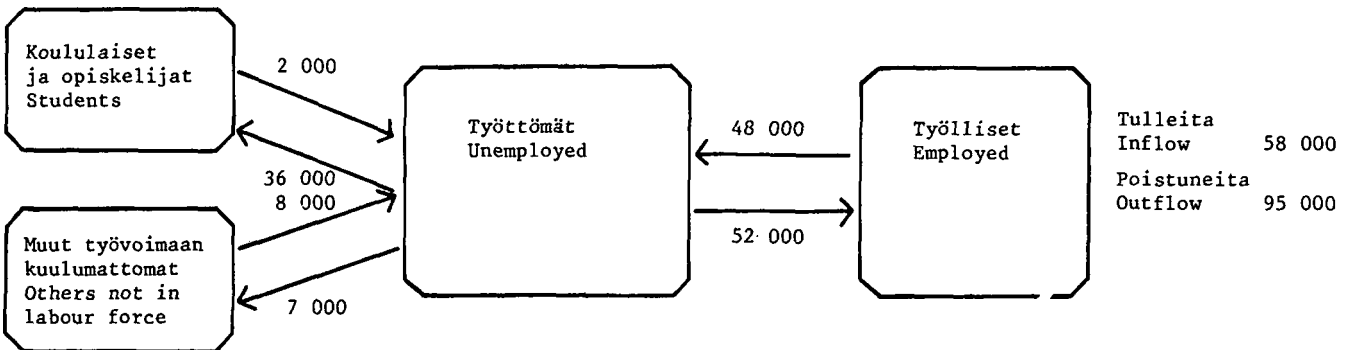 Koululaiset
ja opiskelijat
Students
2 000
36 000
8 000
Muut työvoimaan
kuulumattomat
Others not in
labour force
7 000
Työttömät
Unemployed
48 000
52 000
Työlliset
Employed
Tulleita
Inflow 58 000
Poistuneita
Outflow 95 000